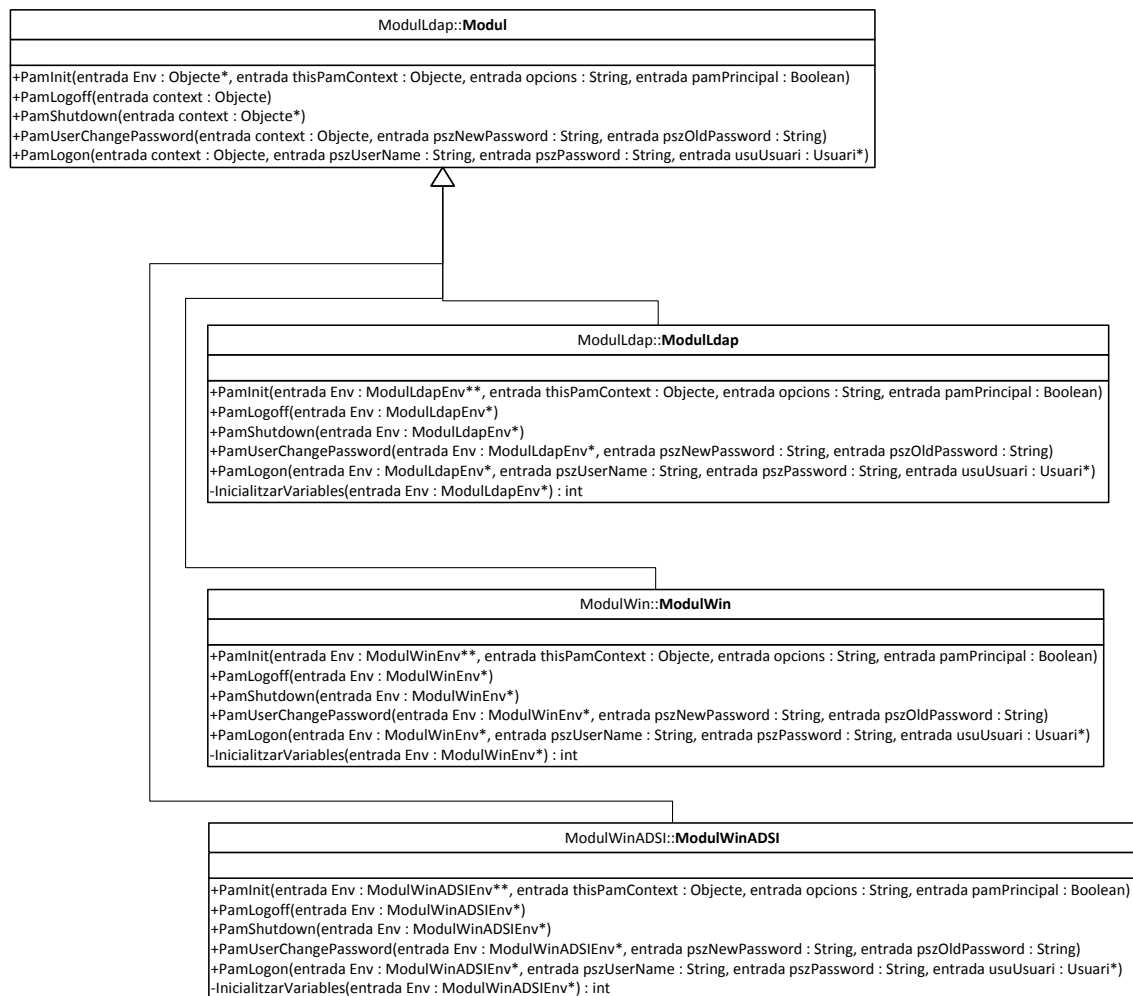 ModulLdap::Modul
+PamInit(entrada Env : Objecte*, entrada thisPamContext : Objecte, entrada opcions : String, entrada pamPrincipal : Boolean)
+PamLogoff(entrada context : Objecte)
+PamShutdown(entrada context : Objecte*)
+PamUserChangePassword(entrada context : Objecte, entrada pszNewPassword : String, entrada pszOldPassword : String)
+PamLogon(entrada context : Objecte, entrada pszUserName : String, entrada pszPassword : String, entrada usuUsuari : Usuari*)
ModulLdap::ModulLdap
+PamInit(entrada Env : ModulLdapEnv**, entrada thisPamContext : Objecte, entrada opcions : String, entrada pamPrincipal : Boolean)
+PamLogoff(entrada Env : ModulLdapEnv*)
+PamShutdown(entrada Env : ModulLdapEnv*)
+PamUserChangePassword(entrada Env : ModulLdapEnv*, entrada pszNewPassword : String, entrada pszOldPassword : String)
+PamLogon(entrada Env : ModulLdapEnv*, entrada pszUserName : String, entrada pszPassword : String, entrada usuUsuari : Usuari*)
-InicialitzarVariables(entrada Env : ModulLdapEnv*) : int
ModulWin::ModulWin
+PamInit(entrada Env : ModulWinEnv**, entrada thisPamContext : Objecte, entrada opcions : String, entrada pamPrincipal : Boolean)
+PamLogoff(entrada Env : ModulWinEnv*)
+PamShutdown(entrada Env : ModulWinEnv*)
+PamUserChangePassword(entrada Env : ModulWinEnv*, entrada pszNewPassword : String, entrada pszOldPassword : String)
+PamLogon(entrada Env : ModulWinEnv*, entrada pszUserName : String, entrada pszPassword : String, entrada usuUsuari : Usuari*)
-InicialitzarVariables(entrada Env : ModulWinEnv*) : int
ModulWinADSI::ModulWinADSI
+PamInit(entrada Env : ModulWinADSIEnv**, entrada thisPamContext : Objecte, entrada opcions : String, entrada pamPrincipal : Boolean)
+PamLogoff(entrada Env : ModulWinADSIEnv*)
+PamShutdown(entrada Env : ModulWinADSIEnv*)
+PamUserChangePassword(entrada Env : ModulWinADSIEnv*, entrada pszNewPassword : String, entrada pszOldPassword : String)
+PamLogon(entrada Env : ModulWinADSIEnv*, entrada pszUserName : String, entrada pszPassword : String, entrada usuUsuari : Usuari*)
-InicialitzarVariables(entrada Env : ModulWinADSIEnv*) : int